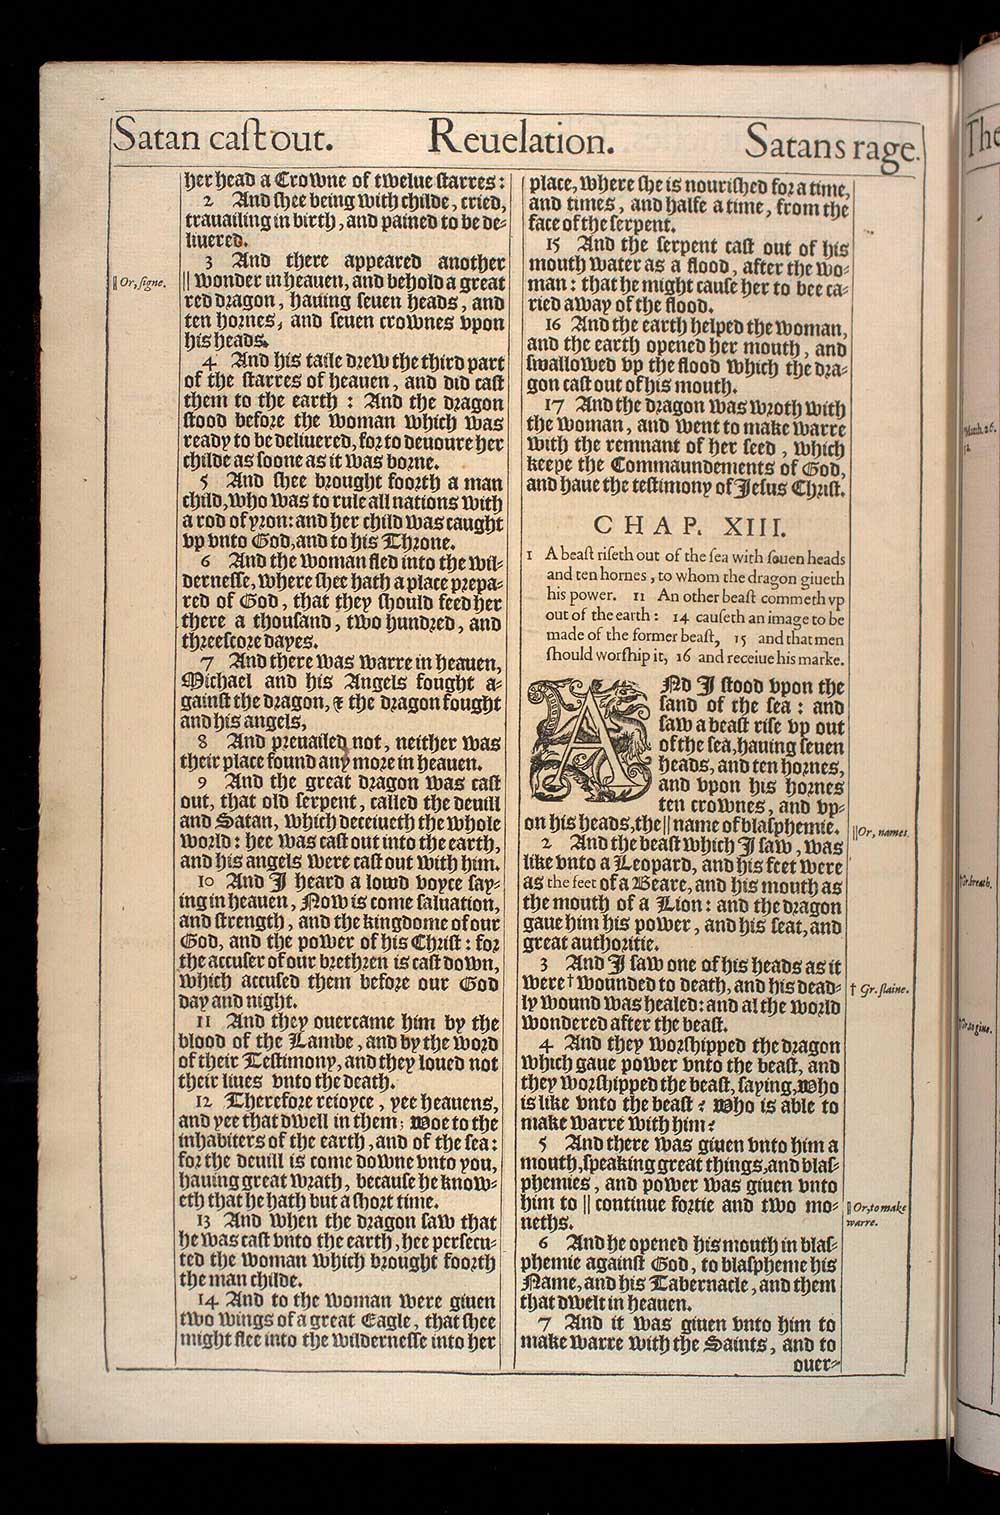 Satan cast out. Reuelation. Satans rage.
her head a Crowne of twelue starres:
2 And shee being with childe, cried,
trauailing in birth, and pained to be de-
liuered.
3 And there appeared another
|| wonder in heauen, and behold a great
red dragon, hauing seuen heads, and
ten hornes, and seuen crownes vpon
his heads.
4 And his taile drew the third part
of the starres of heauen, and did cast
them to the earth: And the dragon
stood before the woman which was
ready to be deliuered, for to deuoure her
childe as soone as it was borne.
5 And shee brought foorth a man
child, who was to rule all nations with
a rod of yron: and her child was caught
vp vnto God, and to his Throne.
6 And the woman fled into the wil-
dernesse, where shee hath a place prepa-
red of God, that they should feed her
there a thousand, two hundred, and
threescore dayes.
7 And there was warre in heauen,
Michael and his Angels fought a-
gainst the dragon, & the dragon fought
and his angels,
8 And preuailed not, neither was
their place found any more in heauen.
9 And the great dragon was cast
out, that old serpent, called the deuill
and Satan, which deceiueth the whole
world: hee was cast out into the earth,
and his angels were cast out with him.
10 And I heard a lowd voyce say-
ing in heauen, Now is come saluation,
and strength, and the kingdome of our
God, and the power of his Christ: for
the accuser of our brethren is cast down,
which accused them before our God
day and night.
11 And they ouercame him by the
blood of the Lambe, and by the word
of their Testimony, and they loued not
their liues vnto the death.
12 Therefore reioyce, yee heauens,
and yee that dwell in them; Woe to the
inhabiters of the earth, and of the sea:
for the deuill is come downe vnto you,
hauing great wrath, because he know-
eth that he hath but a short time.
13 And when the dragon saw that
he was cast vnto the earth, hee persecu-
ted the woman which brought foorth
the man childe.
14 And to the woman were giuen
two wings of a great Eagle, that shee
might flee into the wildernesse into her
|| Or, signe.
place, where she is nourished for a time,
and times, and halfe a time, from the
face of the serpent.
15 And the serpent cast out of his
mouth water as a flood, after the wo-
man: that he might cause her to bee ca-
ried away of the flood.
16 And the earth helped the woman,
and the earth opened her mouth, and
swallowed vp the flood which the dra-
gon cast out of his mouth.
17 And the dragon was wroth with
the woman, and went to make warre
with the remnant of her seed, which
keepe the Commaundements of God,
and haue the testimony of Jesus Christ.
CHAP. XIII.
1 A beast riseth out of the sea with seuen heads
and ten hornes, to whom the dragon giueth
his power. 11 An other beast commeth vp
out of the earth: 14 causeth an image to be
made of the former beast, 15 and that men
should worship it, 16 and receiue his marke.
ANd I stood vpon the
sand of the sea: and
saw a beast rise vp out
of the sea, hauing seuen
heads, and ten hornes,
and vpon his hornes
ten crownes, and vp-
on his heads, the || name of blasphemie.
2 And the beast which I saw, was
like vnto a Leopard, and his feet were
as the feet of a Beare, and his mouth as
the mouth of a Lion: and the dragon
gaue him his power, and his seat, and
great authoritie.
3 And I saw one of his heads as it
were † wounded to death, and his dead-
ly wound was healed: and al the world
wondered after the beast.
4 And they worshipped the dragon
which gaue power vnto the beast, and
they worshipped the beast, saying, Who
is like vnto the beast? Who is able to
make warre with him?
5 And there was giuen vnto him a
mouth, speaking great things, and blas-
phemies, and power was giuen vnto
him to || continue fortie and two mo-
neths.
6 And he opened his mouth in blas-
phemie against God, to blaspheme his
Name, and his Tabernacle, and them
that dwelt in heauen.
7 And it was giuen vnto him to
make warre with the Saints, and to
ouer-
|| Or, names.
† Gr. slaine.
|| Or, to make
warre.
The
Matth. 26.